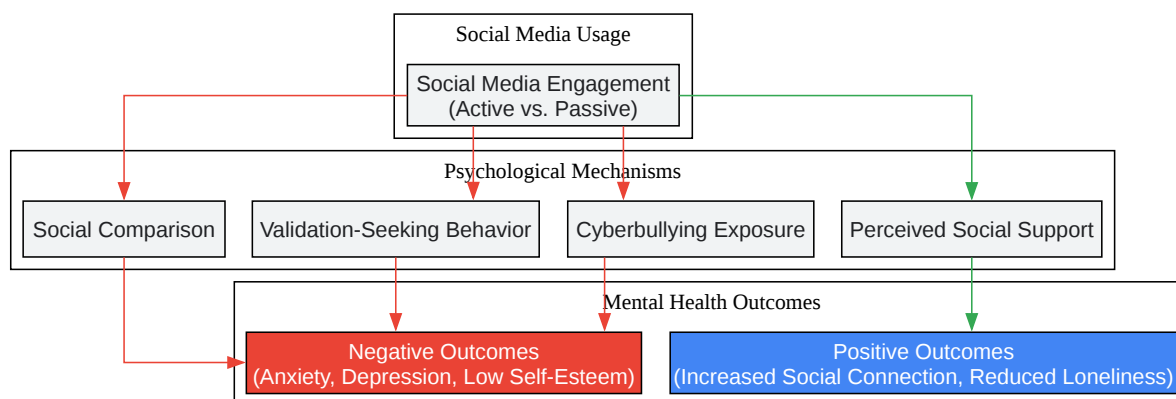 Social Media Usage
Social Media Engagement
(Active vs. Passive)
Psychological Mechanisms
Social Comparison
Validation-Seeking Behavior
Cyberbullying Exposure
Perceived Social Support
Mental Health Outcomes
Negative Outcomes
(Anxiety, Depression, Low Self-Esteem)
Positive Outcomes
(Increased Social Connection, Reduced Loneliness)